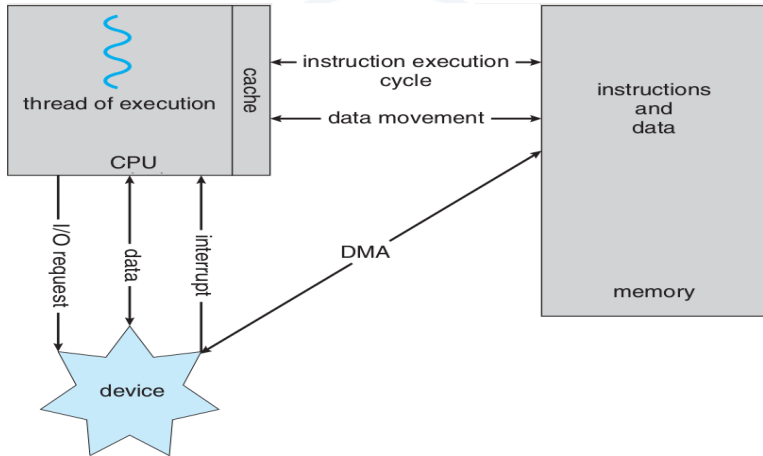 thread of execution
cache
CPU
instruction execution
cycle
data movement
instructions
and
data
memory
I/O request
data
interrupt
DMA
device